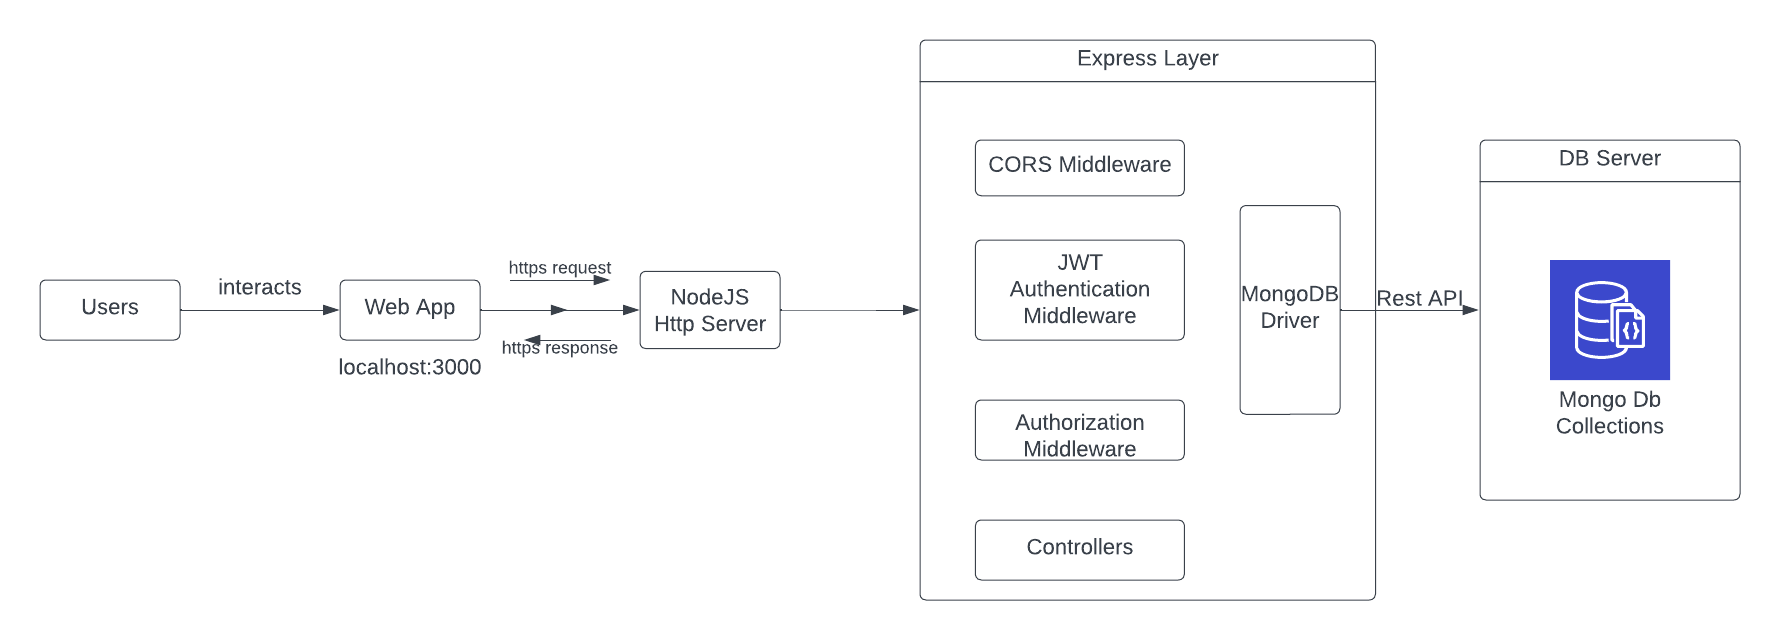 Users
interacts
Web App
localhost:3000
https request
https response
NodeJS
Http Server
Express Layer
CORS Middleware
JWT
Authentication
Middleware
Authorization
Middleware
Controllers
MongoDB
Driver
Rest API
DB Server
{ }
Mongo Db
Collections